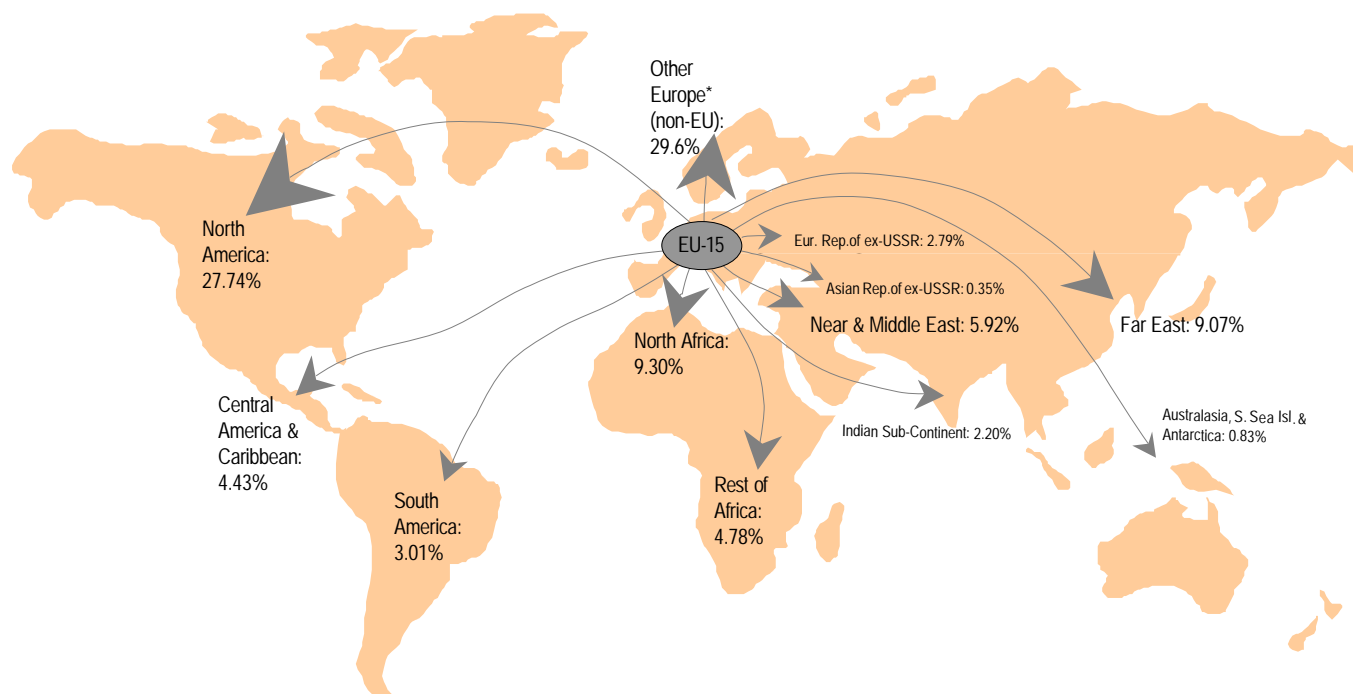 Other
Europe*
(non-EU):
29.6%
North
America:
27.74%
EU-15
Eur. Rep.of ex-USSR: 2.79%
Asian Rep.of ex-USSR: 0.35%
Near & Middle East: 5.92%
Far East: 9.07%
North Africa:
9.30%
Central
America &
Caribbean:
4.43%
Indian Sub-Continent: 2.20%
Australasia, S. Sea Isl. &
Antarctica: 0.83%
South
America:
3.01%
Rest of
Africa:
4.78%